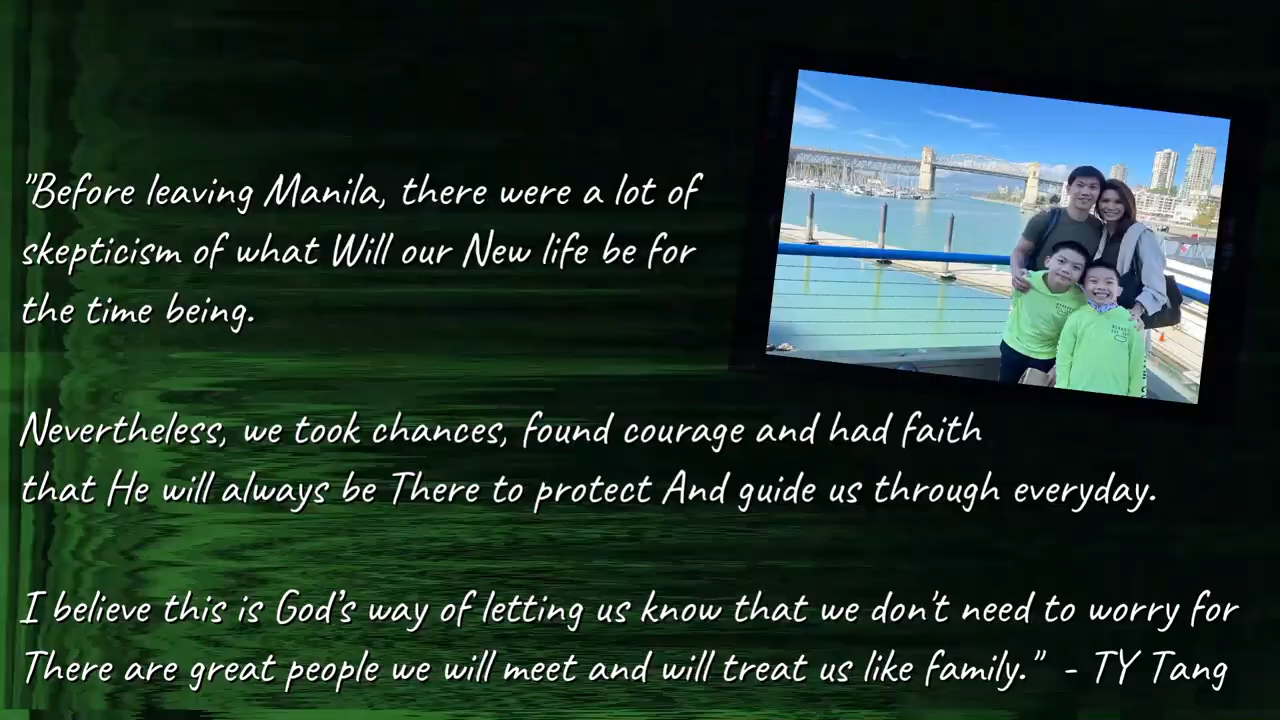 "Before leaving Manila, there were a lot of
skepticism of what Will our New life be for
the time being.
Nevertheless, we took chances, found courage and had faith
that He will always be There to protect And guide us through everyday.
I believe this is God's way of letting us know that we don't need to worry for
There are great people we will meet and will treat us like family." - TY Tang